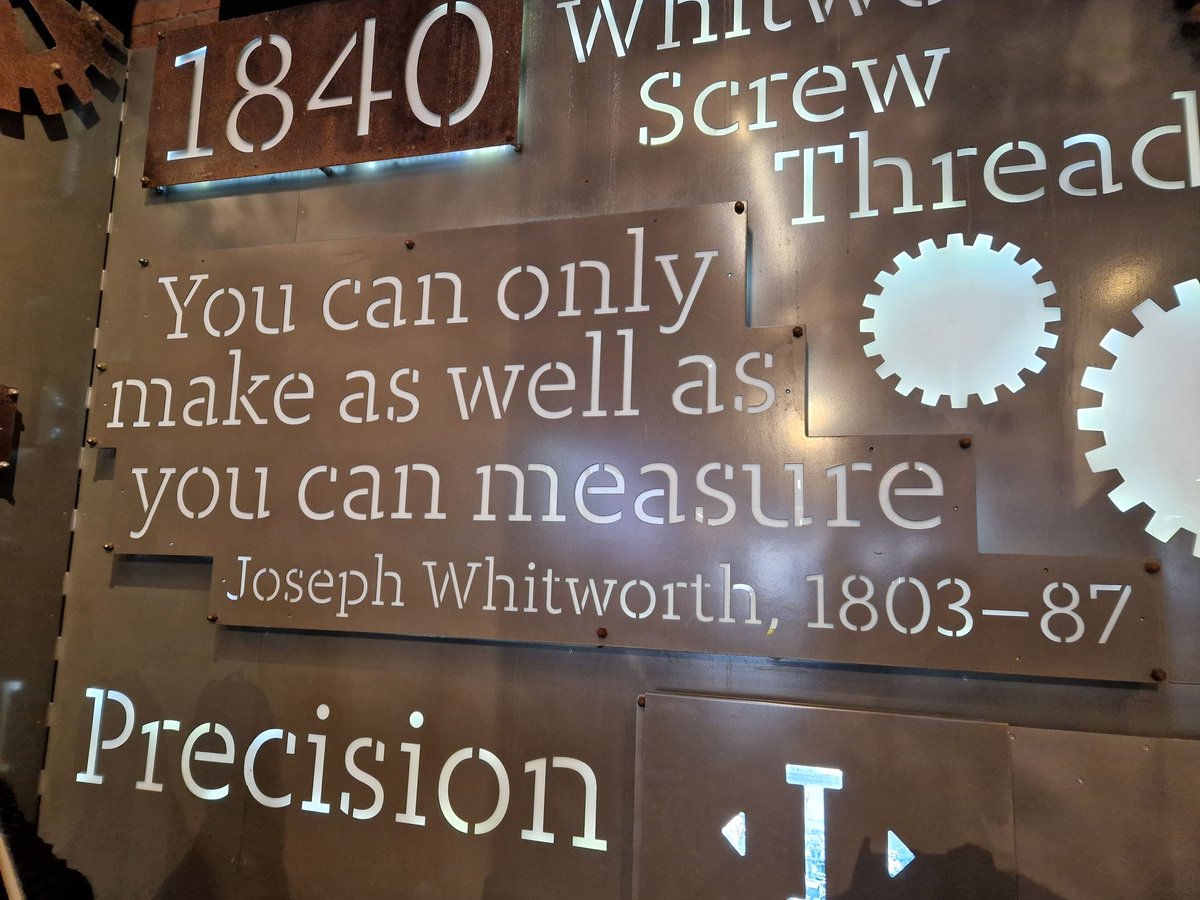 1840
Screw
Thread
You can only
make as well as
you can measure
Joseph Whitworth, 1803–87
Precision